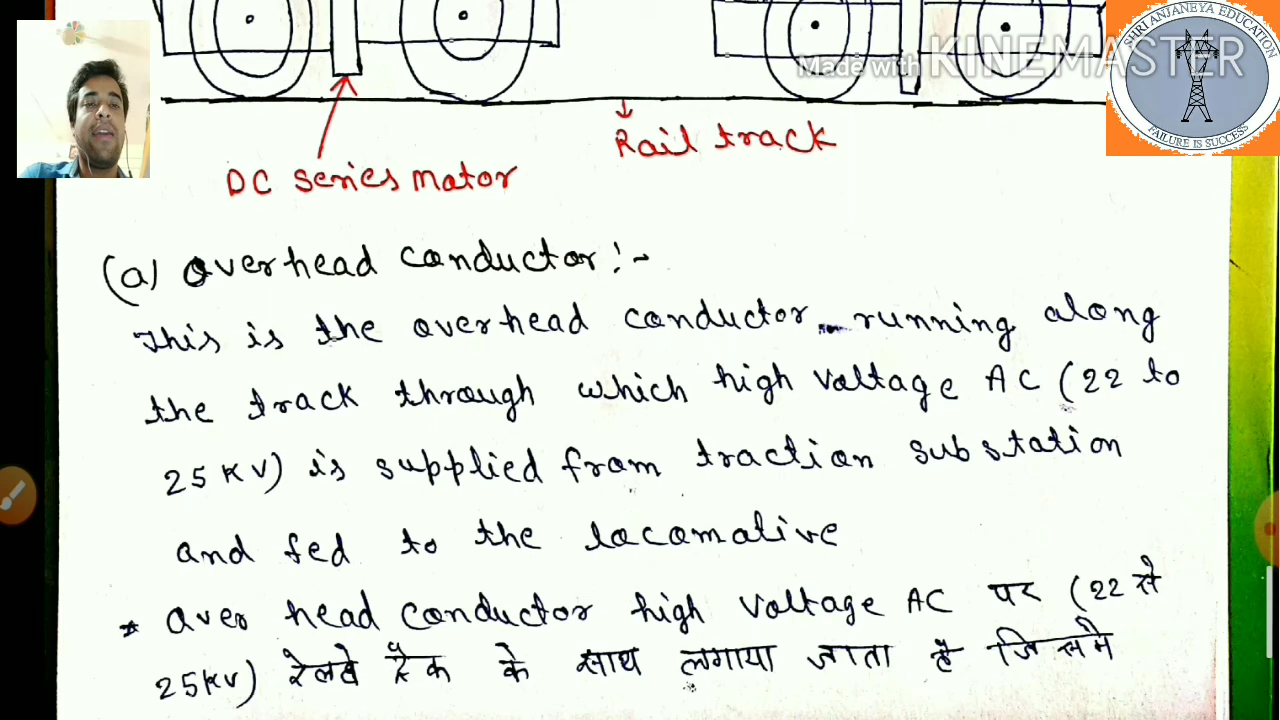 SHRI ANJANEYA EDUCATION
FAILURE IS SUCCESS
Made with KINEMASTER
Rail track
DC series mator
(a) overhead conductor:-
This is the overhead conductor running along
the track through which high voltage AC (22 to
25 KV) is supplied from traction substation
and fed to the locomative
* Over head conductor high voltage AC पर (22 से
25KV) रेलवे ट्रैक के साथ लगाया जाता है जिसमे